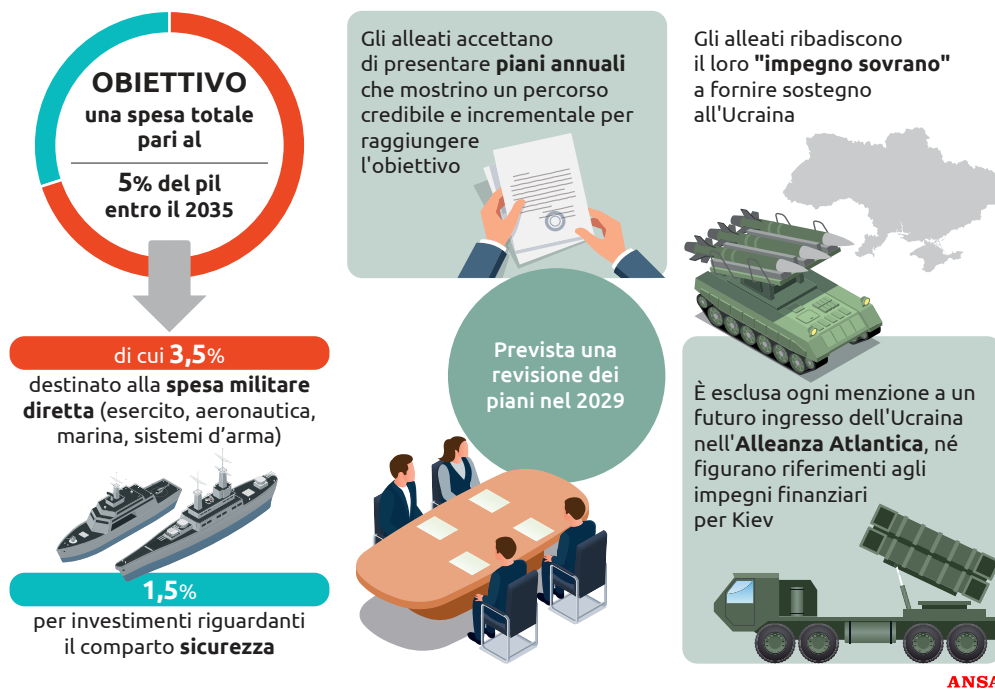 OBIETTIVO
una spesa totale
pari al
5% del pil
entro il 2035
di cui 3,5%
destinato alla spesa militare
diretta (esercito, aeronautica,
marina, sistemi d'arma)
1,5%
per investimenti riguardanti
il comparto sicurezza
Gli alleati accettano
di presentare piani annuali
che mostrino un percorso
credibile e incrementale per
raggiungere
l'obiettivo
Prevista una
revisione dei
piani nel 2029
Gli alleati ribadiscono
il loro "impegno sovrano"
a fornire sostegno
all'Ucraina
È esclusa ogni menzione a un
futuro ingresso dell'Ucraina
nell'Alleanza Atlantica, né
figurano riferimenti agli
impegni finanziari
per Kiev
ANSA